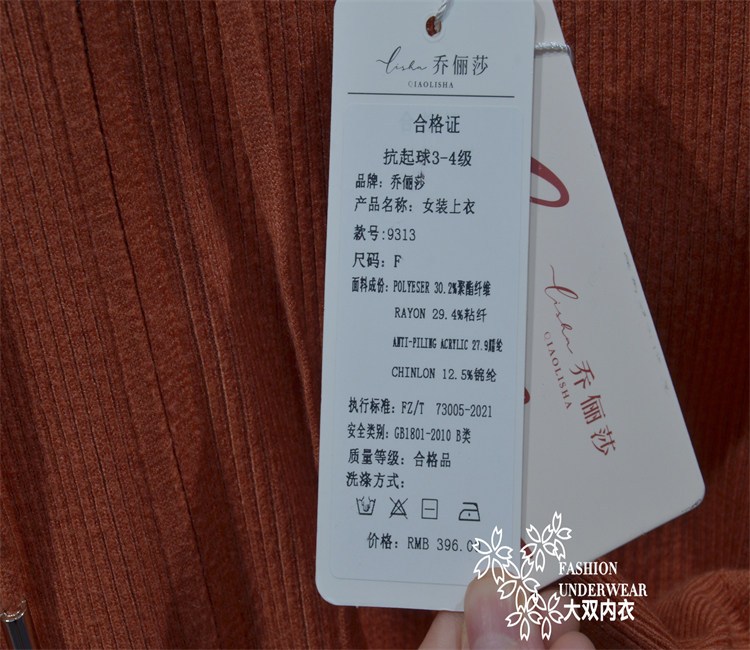 Lisha 乔俪莎
CIAOLISHA
合格证
抗起球3-4级
品牌：乔俪莎
产品名称：女装上衣
款号:9313
尺码：F
面料成份：POLYESER 30.2%聚酯纤维
RAYON 29.4%粘纤
ANTI-PILING ACRYLIC 27.9腈纶
CHINLON 12.5%锦纶
执行标准：FZ/T 73005-2021
安全类别：GB1801-2010 B类
质量等级：合格品
洗涤方式：
价格：RMB 396.0
Lisha 乔俪莎
CIAOLISHA
FASHION
UNDERWEAR
大双内衣